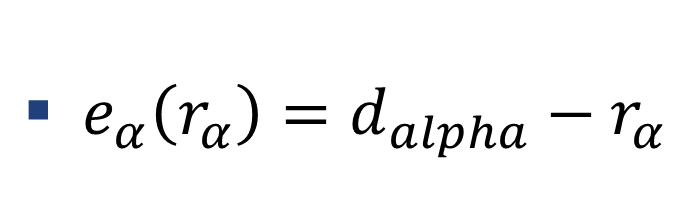 ▪ e_α(r_α) = d_alpha − r_α